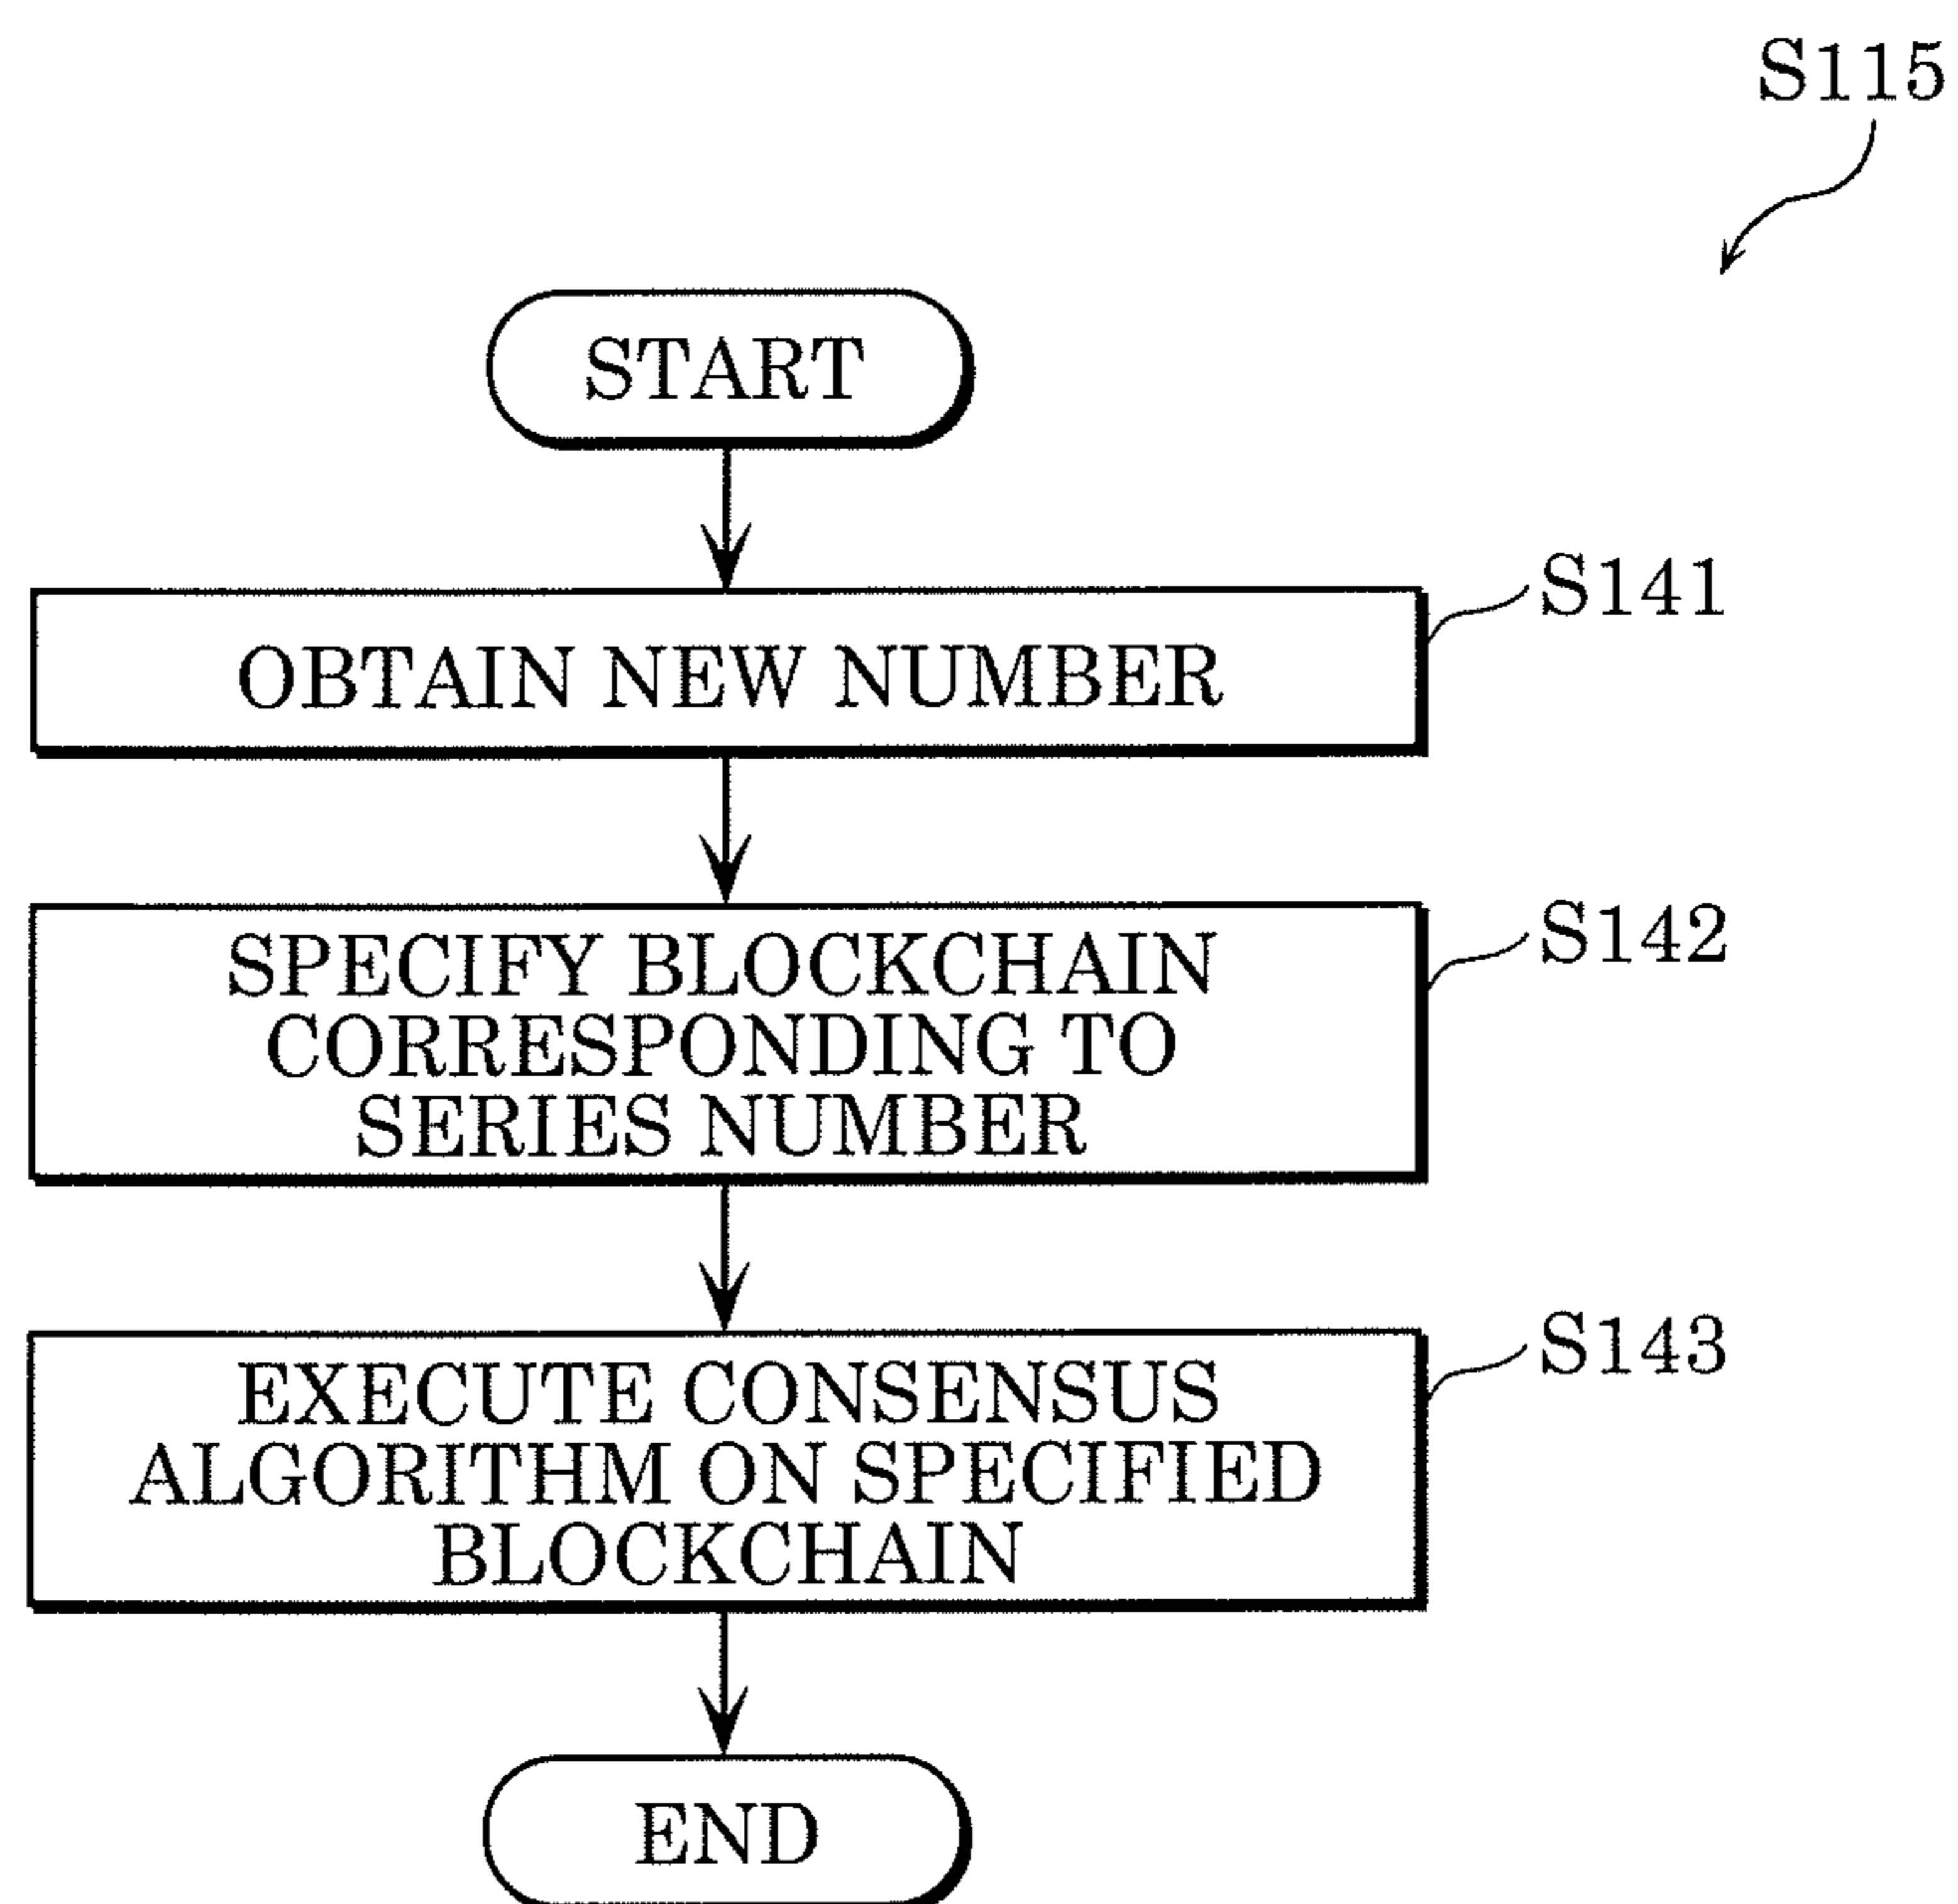 S115
START
S141
OBTAIN NEW NUMBER
S142
SPECIFY BLOCKCHAIN
CORRESPONDING TO
SERIES NUMBER
S143
EXECUTE CONSENSUS
ALGORITHM ON SPECIFIED
BLOCKCHAIN
END